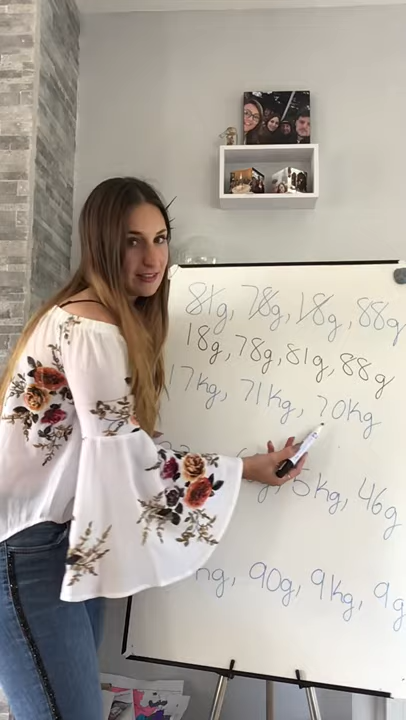 81g, 78g, 18g, 88g
18g, 78g, 81g, 88g
17kg, 71kg, 70kg
5kg, 46g
90g, 9kg, 9g